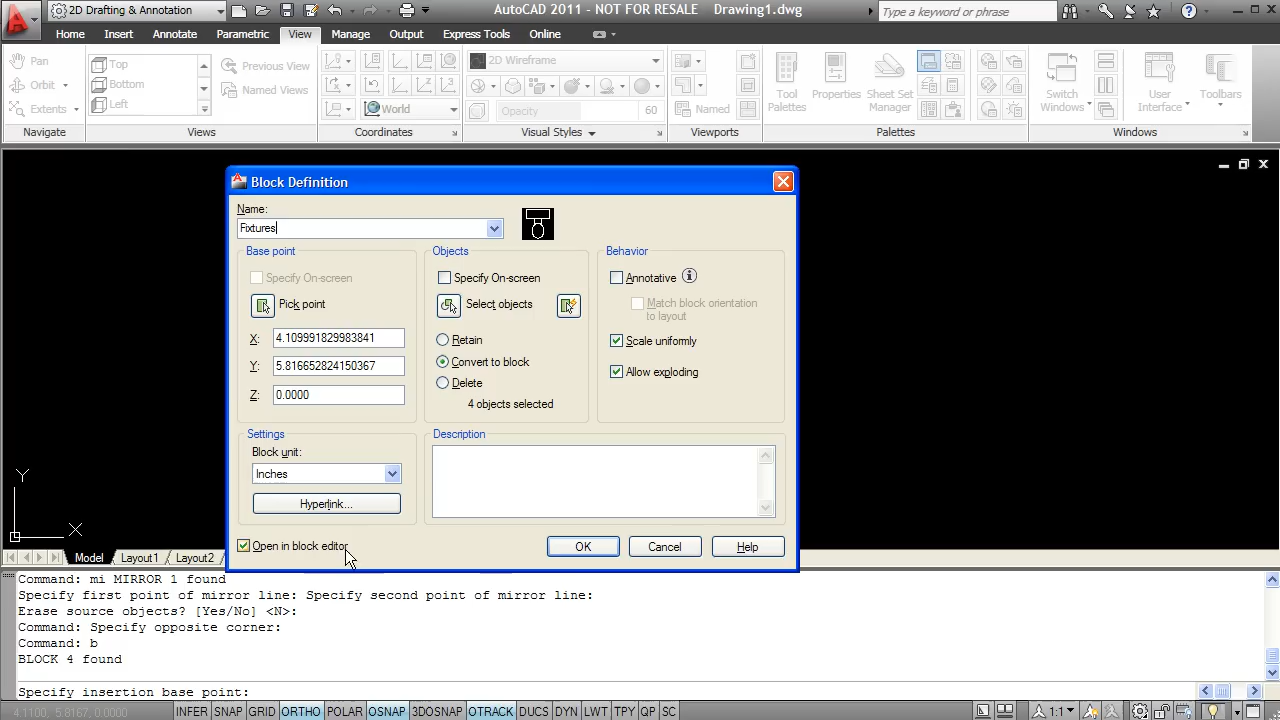 2D Drafting & Annotation
AutoCAD 2011 - NOT FOR RESALE Drawing1.dwg
Type a keyword or phrase
Home Insert Annotate Parametric View Manage Output Express Tools Online
Pan
Orbit
Extents
Navigate
Top
Bottom
Left
Previous View
Named Views
Views
World
Coordinates
2D Wireframe
Opacity 60
Visual Styles
Named
Viewports
Tool Palettes
Properties
Sheet Set Manager
Palettes
Switch Windows
User Interface
Toolbars
Windows
Block Definition
Name:
Fixtures
Base point
Specify On-screen
Pick point
X: 4.109991829983841
Y: 5.816652824150367
Z: 0.0000
Objects
Specify On-screen
Select objects
Retain
Convert to block
Delete
4 objects selected
Behavior
Annotative
Match block orientation
to layout
Scale uniformly
Allow exploding
Settings
Block unit:
Inches
Hyperlink...
Description
Open in block editor
OK Cancel Help
Y
X
Model Layout1 Layout2
Command: mi MIRROR 1 found
Specify first point of mirror line: Specify second point of mirror line:
Erase source objects? [Yes/No] <N>:
Command: Specify opposite corner:
Command: b
BLOCK 4 found
Specify insertion base point:
4.1100, 5.8167, 0.0000 INFER SNAP GRID ORTHO POLAR OSNAP 3DOSNAP OTRACK DUCS DYN LWT TPY QP SC 1:1